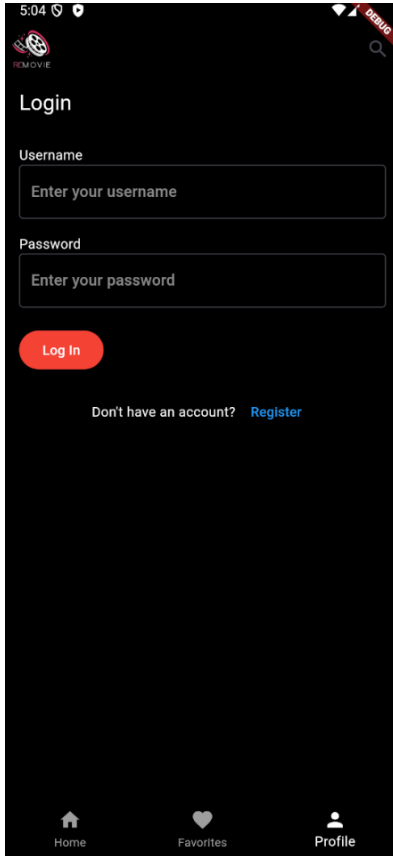 5:04
DEBUG
RDMOVIE
Login
Username
Enter your username
Password
Enter your password
Log In
Don't have an account? Register
Home Favorites Profile